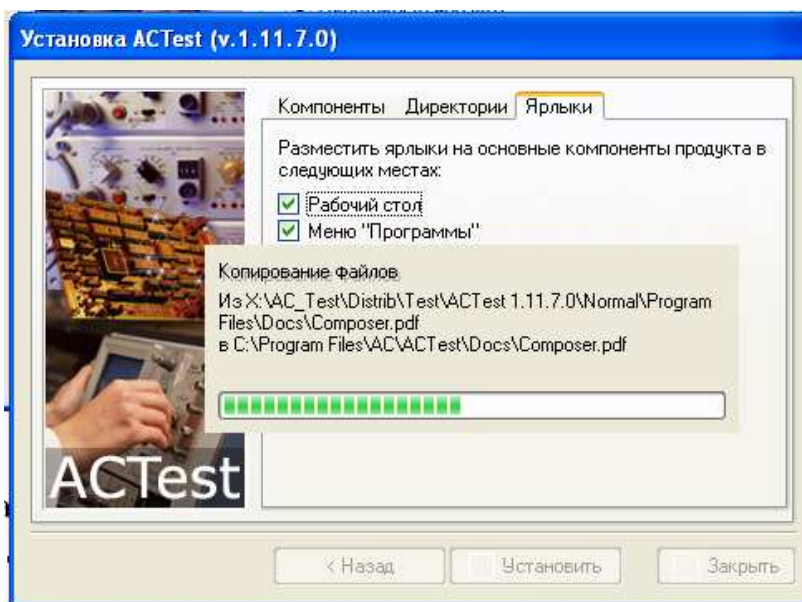 Установка ACTest (v.1.11.7.0)
Компоненты Директории Ярлыки
Разместить ярлыки на основные компоненты продукта в
следующих местах:
Рабочий стол
Меню "Программы"
Копирование файлов
Из X:\AC_Test\Distrib\Test\ACTest 1.11.7.0\Normal\Program
Files\Docs\Composer.pdf
в C:\Program Files\AC\ACTest\Docs\Composer.pdf
ACTest
< Назад Установить Закрыть